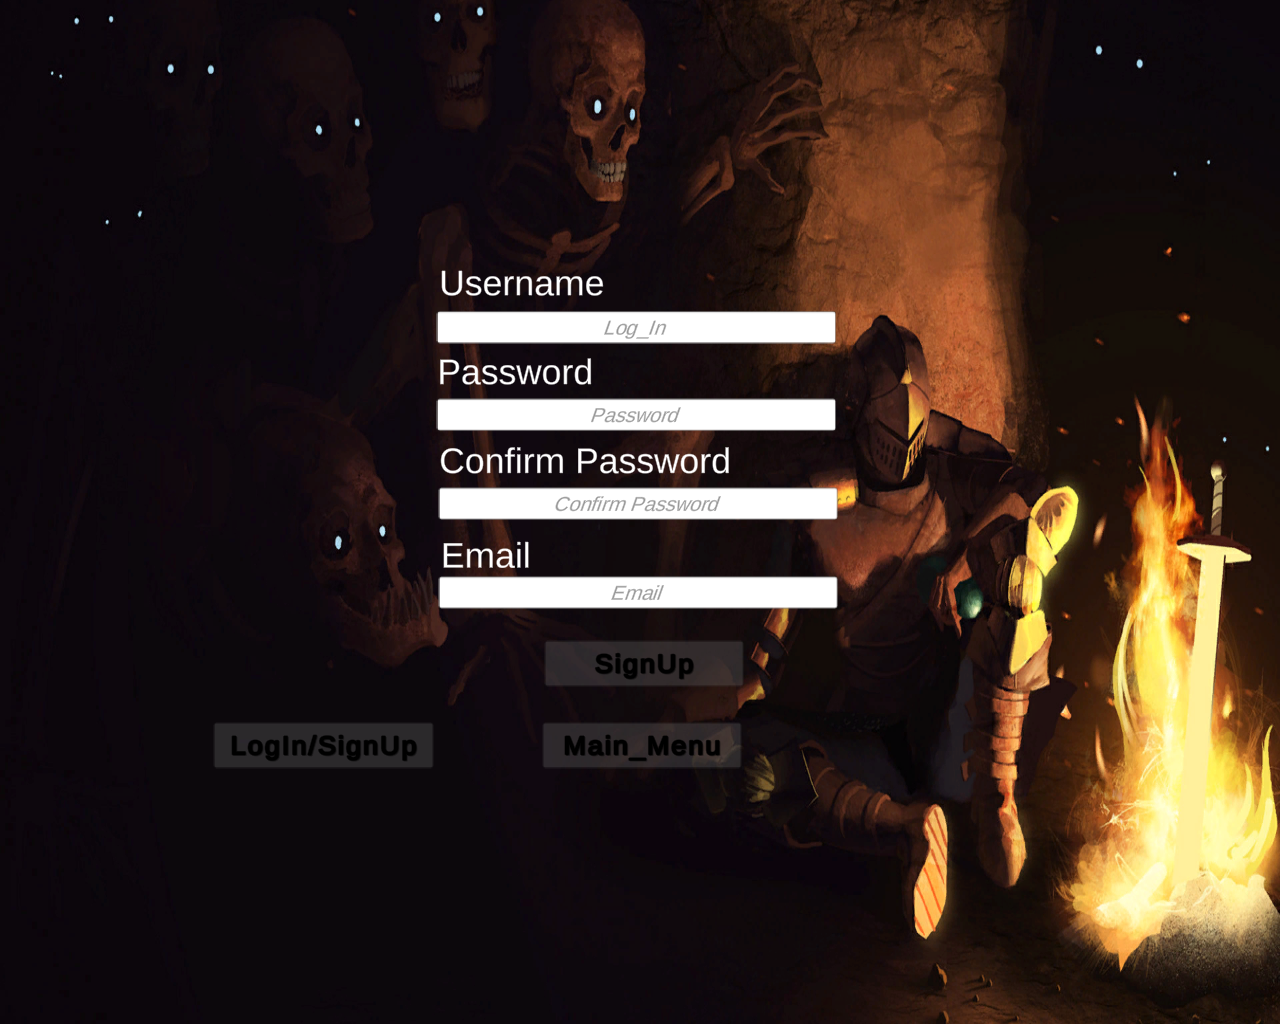 Username
Log_In
Password
Password
Confirm Password
Confirm Password
Email
Email
SignUp
LogIn/SignUp
Main_Menu